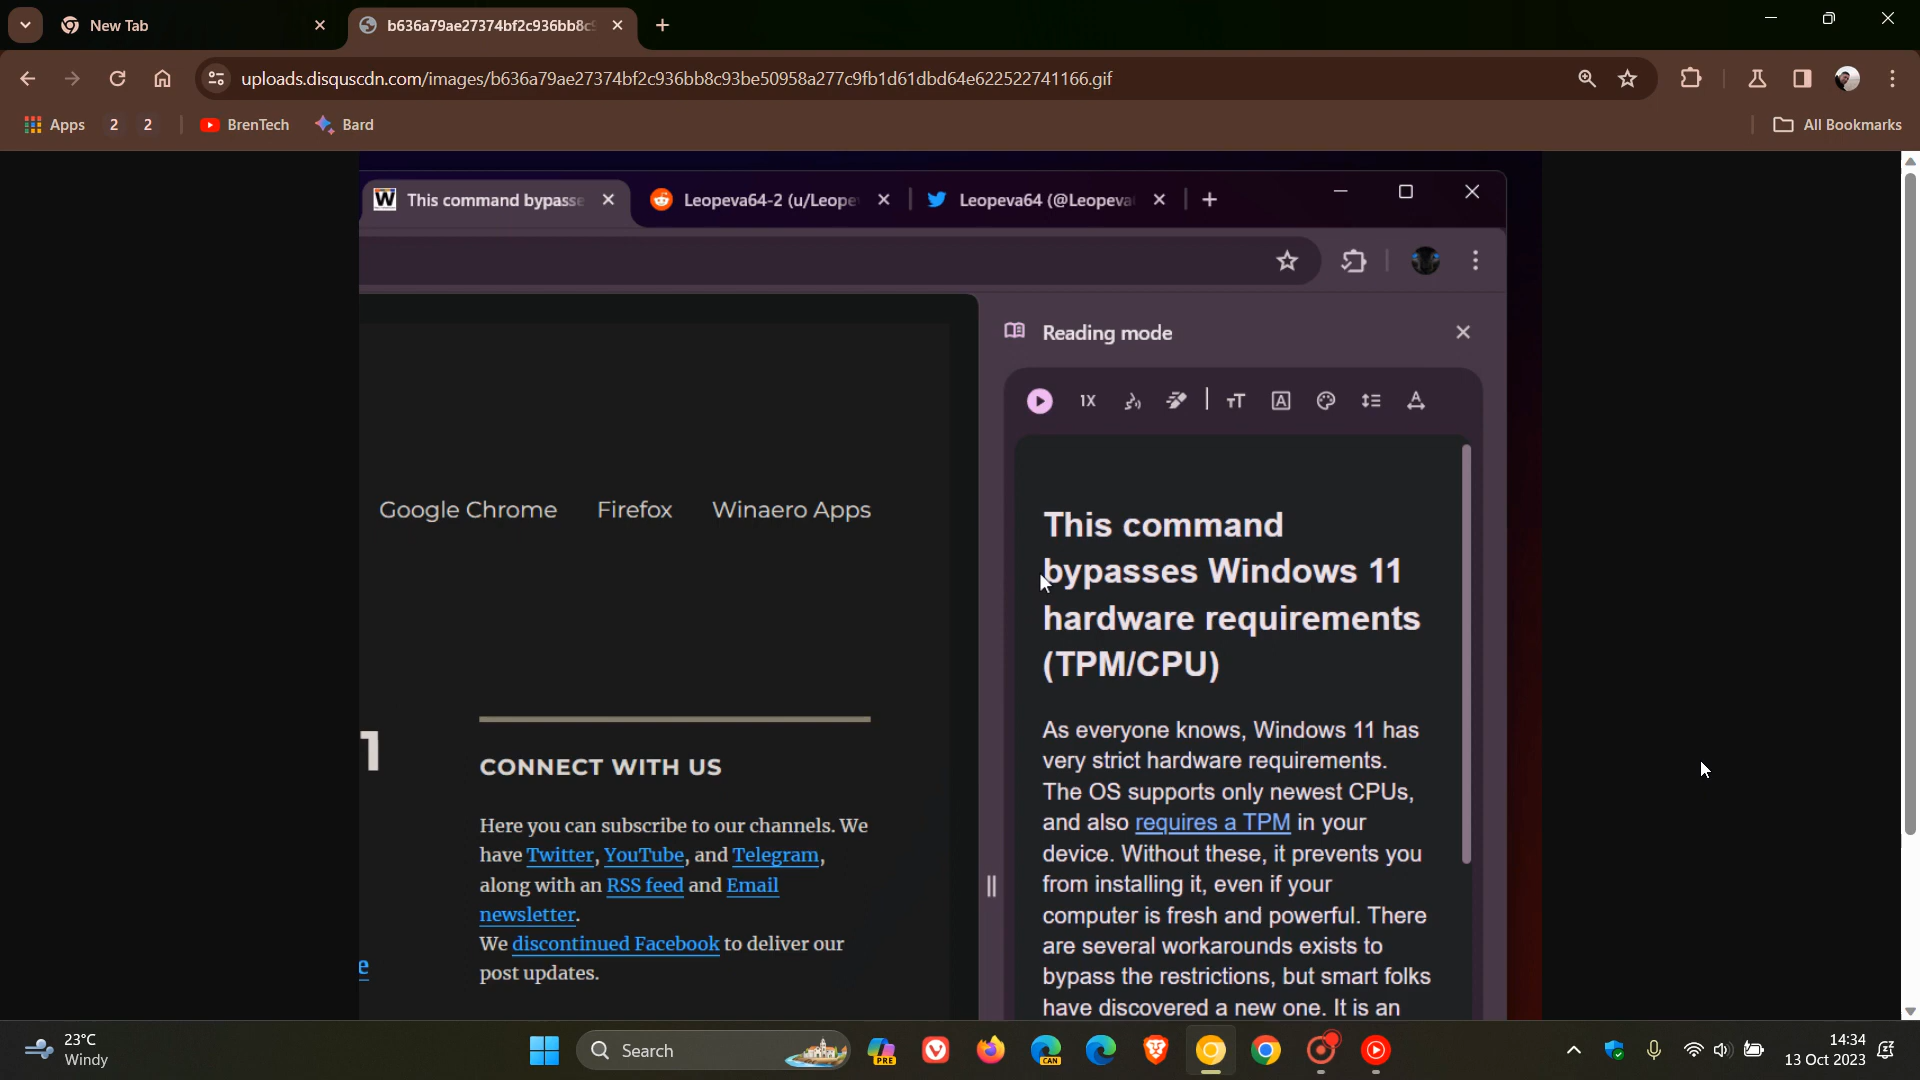 New Tab
b636a79ae27374bf2c936bb8c9
uploads.disquscdn.com/images/b636a79ae27374bf2c936bb8c93be50958a277c9fb1d61dbd64e622522741166.gif
Apps
2
2
BrenTech
Bard
All Bookmarks
W
This command bypasse
Leopeva64-2 (u/Leope
Leopeva64 (@Leopeva
Reading mode
1X
Google Chrome
Firefox
Winaero Apps
This command
bypasses Windows 11
hardware requirements
(TPM/CPU)
1
CONNECT WITH US
Here you can subscribe to our channels. We
have Twitter, YouTube, and Telegram,
along with an RSS feed and Email
newsletter.
We discontinued Facebook to deliver our
post updates.
e
As everyone knows, Windows 11 has
very strict hardware requirements.
The OS supports only newest CPUs,
and also requires a TPM in your
device. Without these, it prevents you
from installing it, even if your
computer is fresh and powerful. There
are several workarounds exists to
bypass the restrictions, but smart folks
have discovered a new one. It is an
23°C
Windy
Search
PRE
CAN
14:34
13 Oct 2023